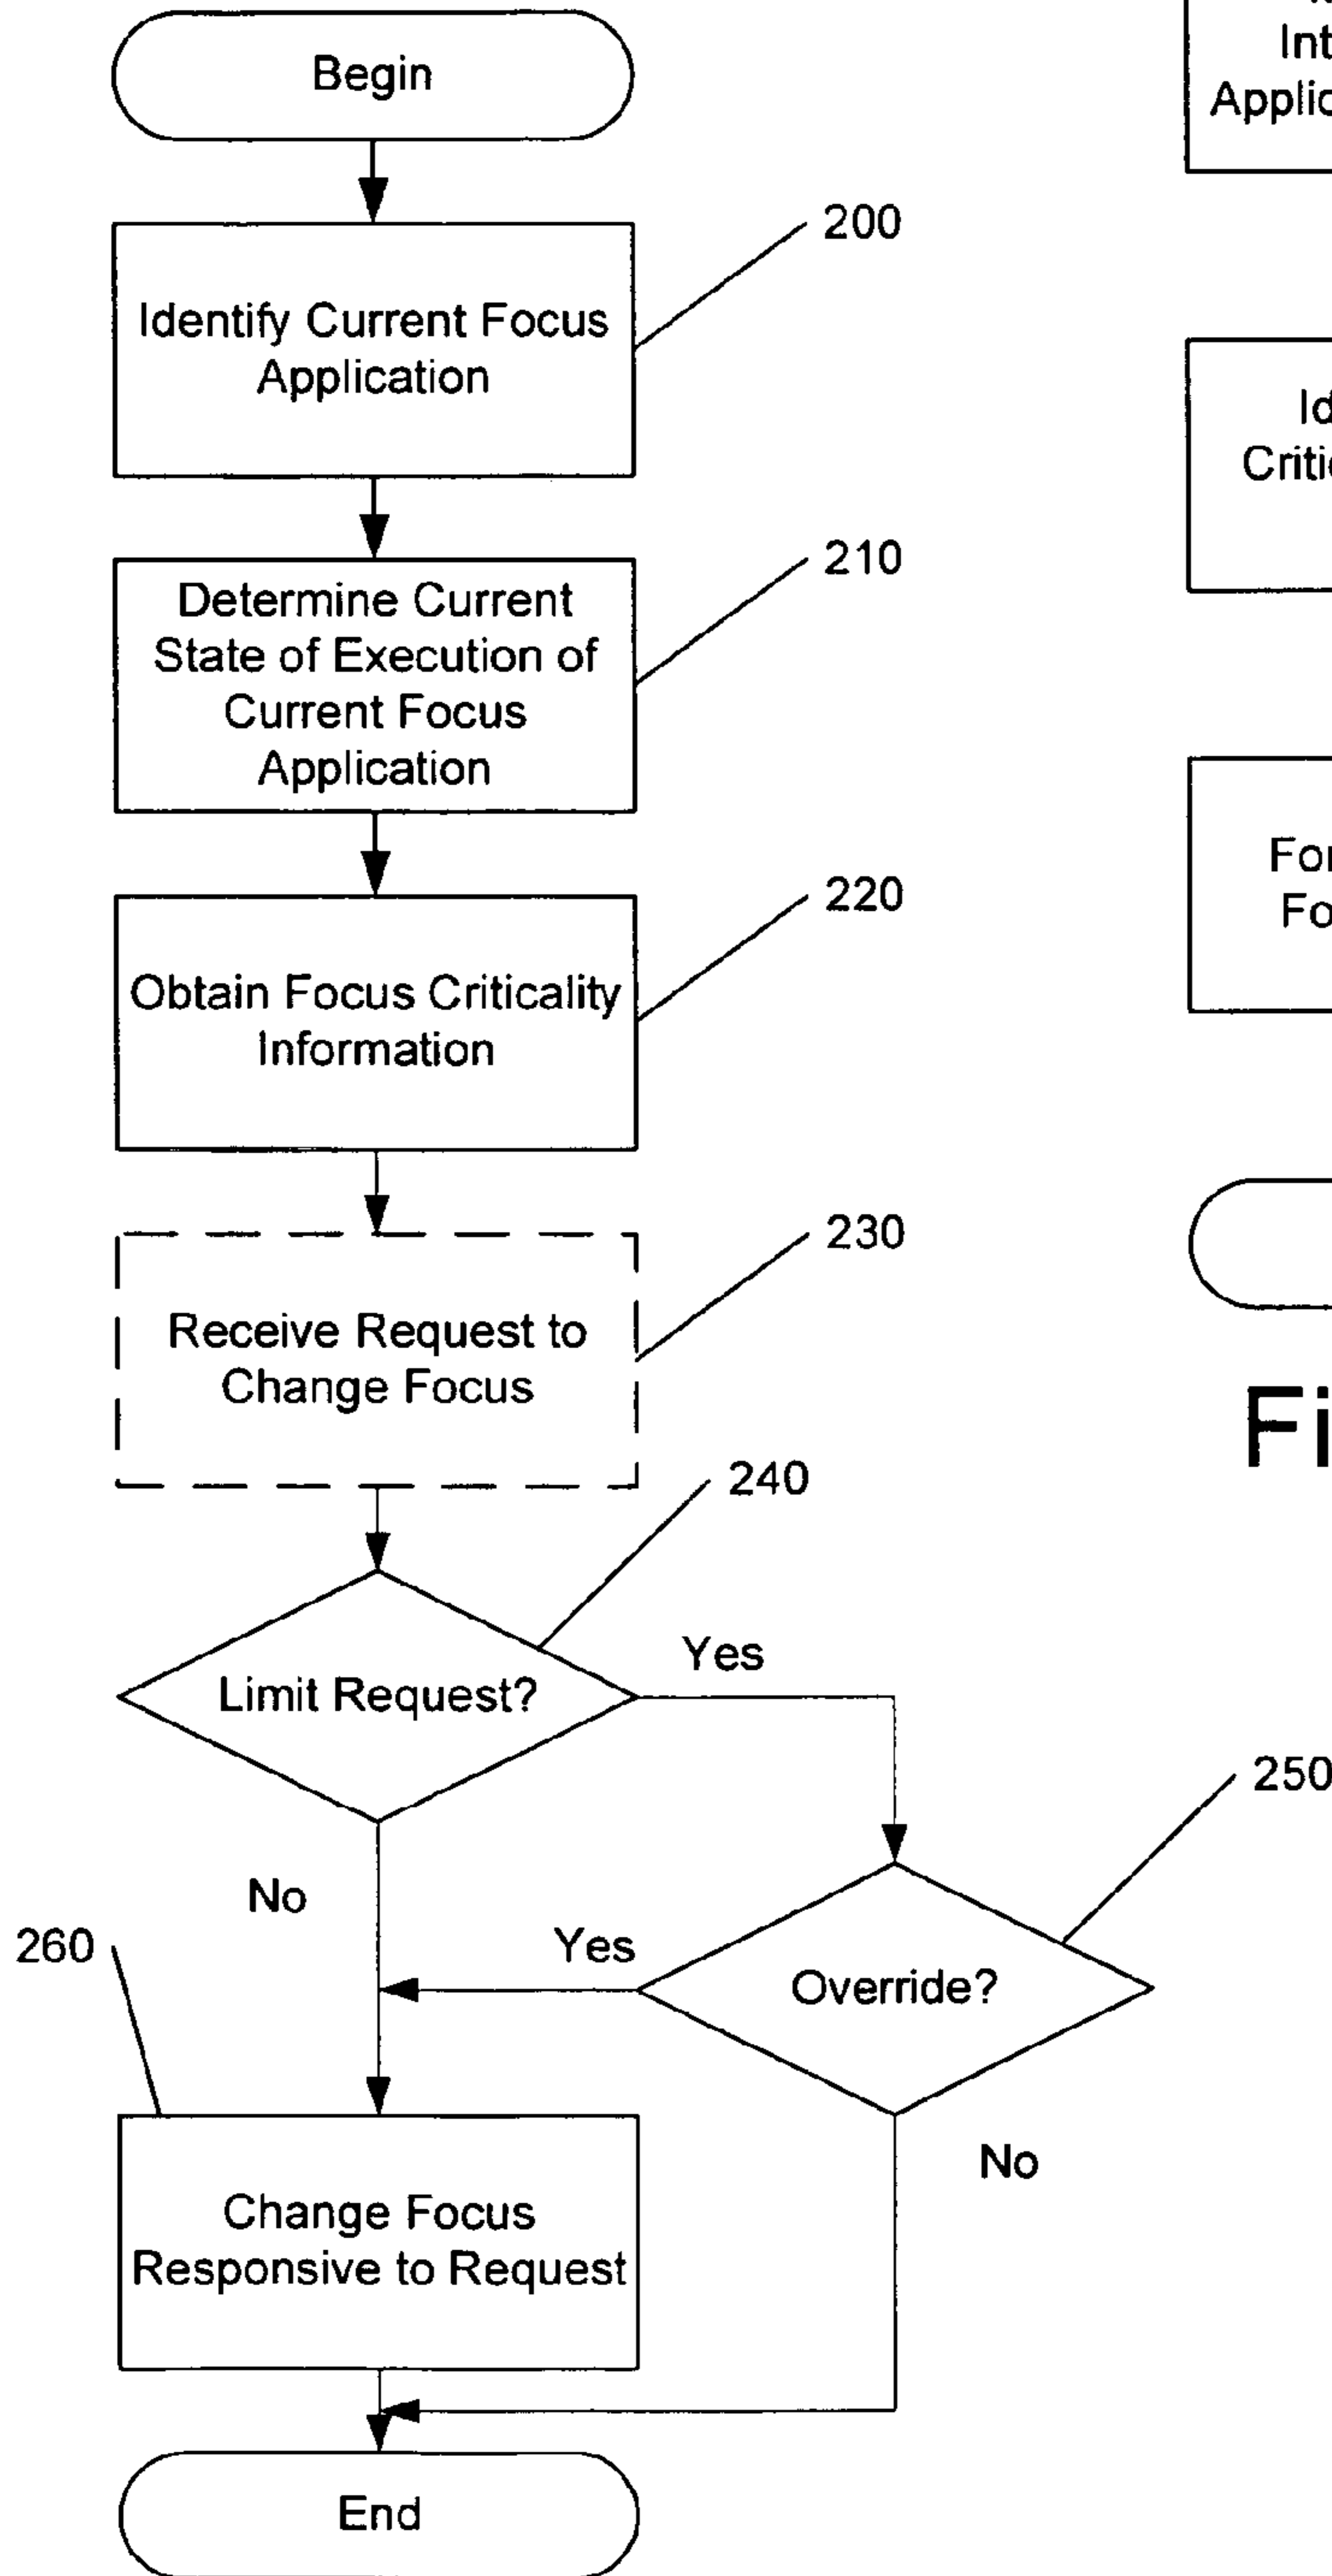 Begin
200
Identify Current Focus
Application
210
Determine Current
State of Execution of
Current Focus
Application
220
Obtain Focus Criticality
Information
230
Receive Request to
Change Focus
240
Limit Request?
Yes
No
250
Override?
Yes
No
260
Change Focus
Responsive to Request
End